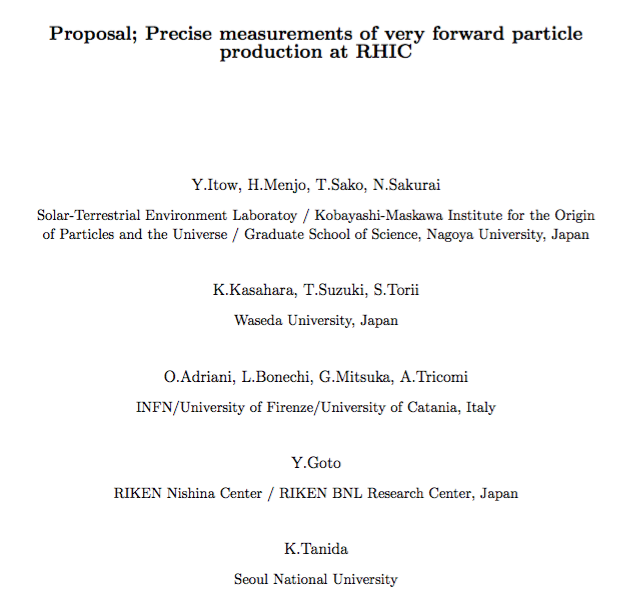 Proposal; Precise measurements of very forward particle
production at RHIC
Y.Itow, H.Menjo, T.Sako, N.Sakurai
Solar-Terrestrial Environment Laboratoy / Kobayashi-Maskawa Institute for the Origin
of Particles and the Universe / Graduate School of Science, Nagoya University, Japan
K.Kasahara, T.Suzuki, S.Torii
Waseda University, Japan
O.Adriani, L.Bonechi, G.Mitsuka, A.Tricomi
INFN/University of Firenze/University of Catania, Italy
Y.Goto
RIKEN Nishina Center / RIKEN BNL Research Center, Japan
K.Tanida
Seoul National University